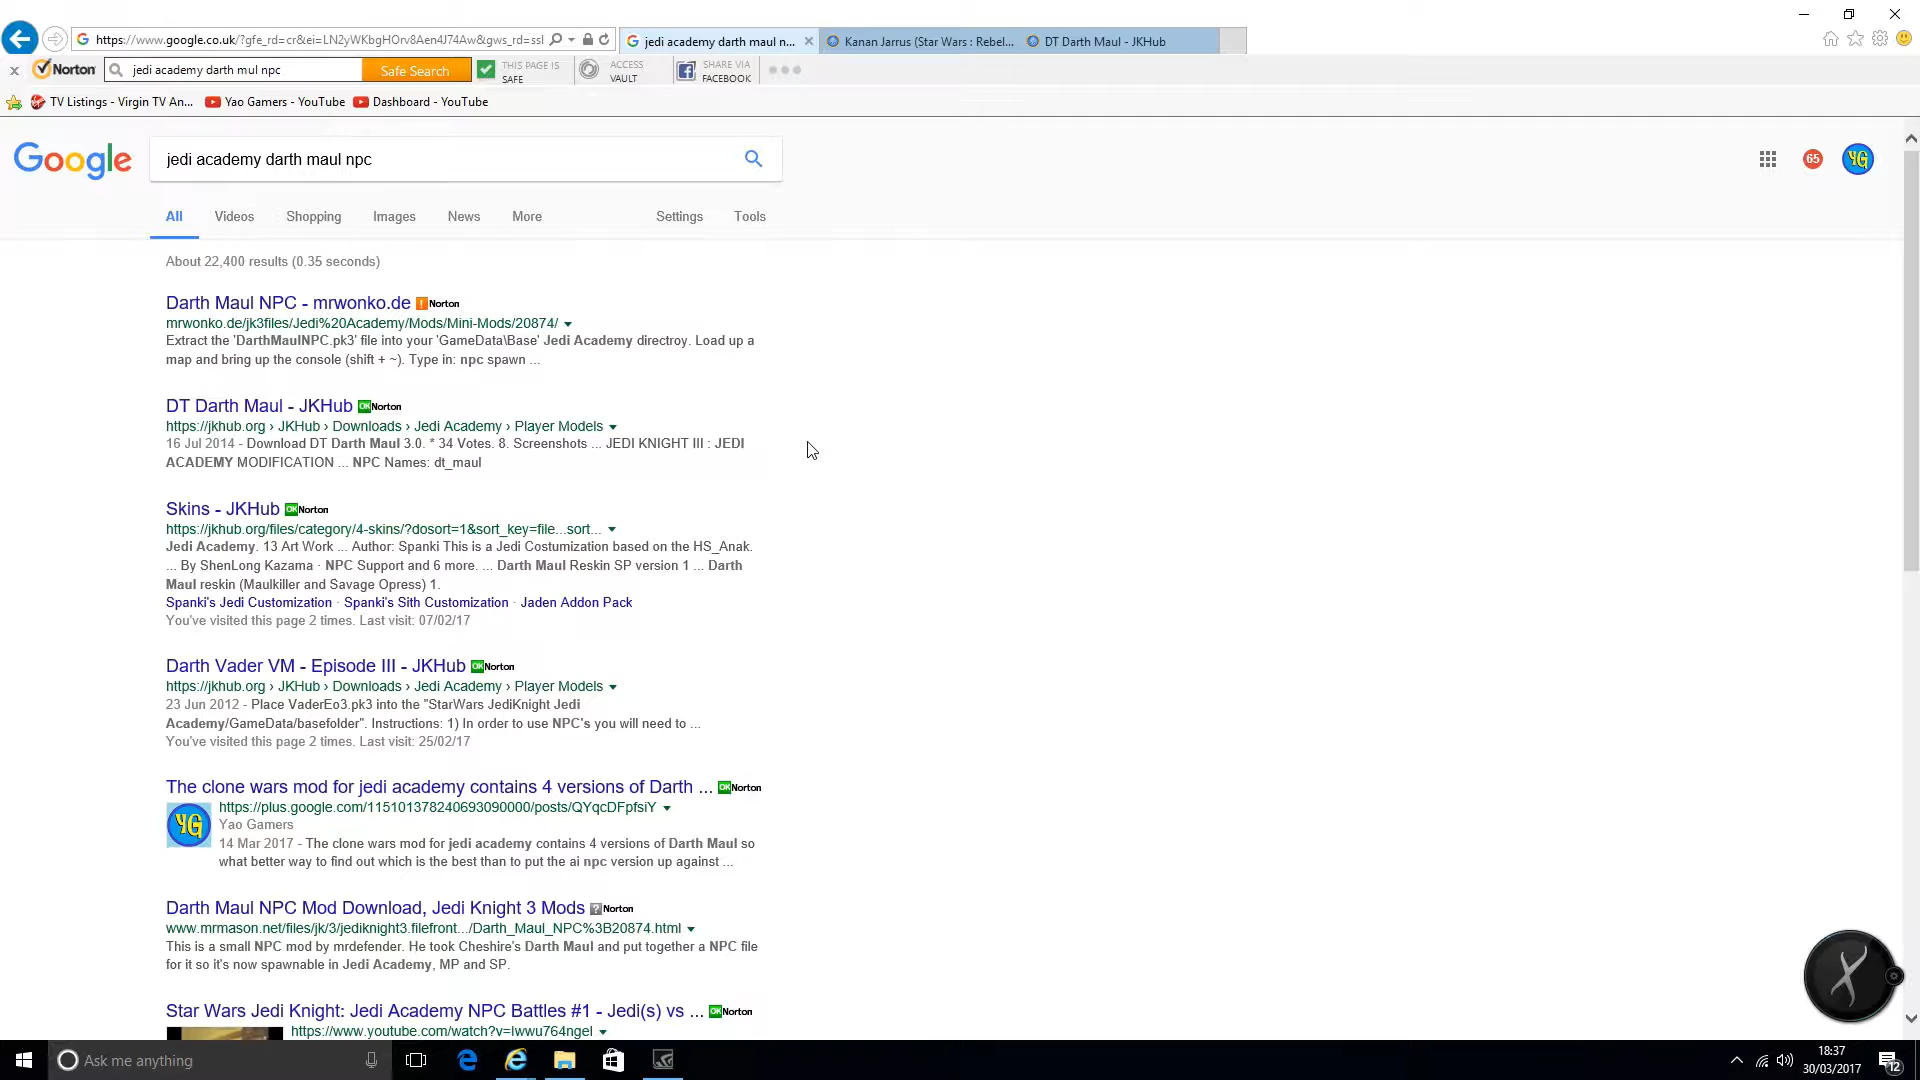 https://www.google.co.uk/?gfe_rd=cr&ei=LN2yWKbgHOrv8Aen4J74Aw&gws_rd=ssl
jedi academy darth maul n...
Kanan Jarrus (Star Wars : Rebel...
DT Darth Maul - JKHub
Norton
jedi academy darth mul npc
Safe Search
THIS PAGE IS
SAFE
ACCESS
VAULT
SHARE VIA
FACEBOOK
TV Listings - Virgin TV An...
Yao Gamers - YouTube
Dashboard - YouTube
Google
jedi academy darth maul npc
65
YG
All
Videos
Shopping
Images
News
More
Settings
Tools
About 22,400 results (0.35 seconds)
Darth Maul NPC - mrwonko.de ! Norton
mrwonko.de/jk3files/Jedi%20Academy/Mods/Mini-Mods/20874/
Extract the 'DarthMaulNPC.pk3' file into your 'GameData\Base' Jedi Academy directroy. Load up a
map and bring up the console (shift + ~). Type in: npc spawn ...
DT Darth Maul - JKHub OK Norton
https://jkhub.org › JKHub › Downloads › Jedi Academy › Player Models
16 Jul 2014 - Download DT Darth Maul 3.0. * 34 Votes. 8. Screenshots ... JEDI KNIGHT III : JEDI
ACADEMY MODIFICATION ... NPC Names: dt_maul
Skins - JKHub OK Norton
https://jkhub.org/files/category/4-skins/?dosort=1&sort_key=file...sort...
Jedi Academy. 13 Art Work ... Author: Spanki This is a Jedi Costumization based on the HS_Anak.
... By ShenLong Kazama · NPC Support and 6 more. ... Darth Maul Reskin SP version 1 ... Darth
Maul reskin (Maulkiller and Savage Opress) 1.
Spanki's Jedi Customization · Spanki's Sith Customization · Jaden Addon Pack
You've visited this page 2 times. Last visit: 07/02/17
Darth Vader VM - Episode III - JKHub OK Norton
https://jkhub.org › JKHub › Downloads › Jedi Academy › Player Models
23 Jun 2012 - Place VaderEo3.pk3 into the "StarWars JediKnight Jedi
Academy/GameData/basefolder". Instructions: 1) In order to use NPC's you will need to ...
You've visited this page 2 times. Last visit: 25/02/17
The clone wars mod for jedi academy contains 4 versions of Darth ... OK Norton
YG
https://plus.google.com/115101378240693090000/posts/QYqcDFpfsiY
Yao Gamers
14 Mar 2017 - The clone wars mod for jedi academy contains 4 versions of Darth Maul so
what better way to find out which is the best than to put the ai npc version up against ...
Darth Maul NPC Mod Download, Jedi Knight 3 Mods ? Norton
www.mrmason.net/files/jk/3/jediknight3.filefront.../Darth_Maul_NPC%3B20874.html
This is a small NPC mod by mrdefender. He took Cheshire's Darth Maul and put together a NPC file
for it so it's now spawnable in Jedi Academy, MP and SP.
Star Wars Jedi Knight: Jedi Academy NPC Battles #1 - Jedi(s) vs ... OK Norton
https://www.youtube.com/watch?v=lwwu764ngeI
Ask me anything
18:37
30/03/2017
12